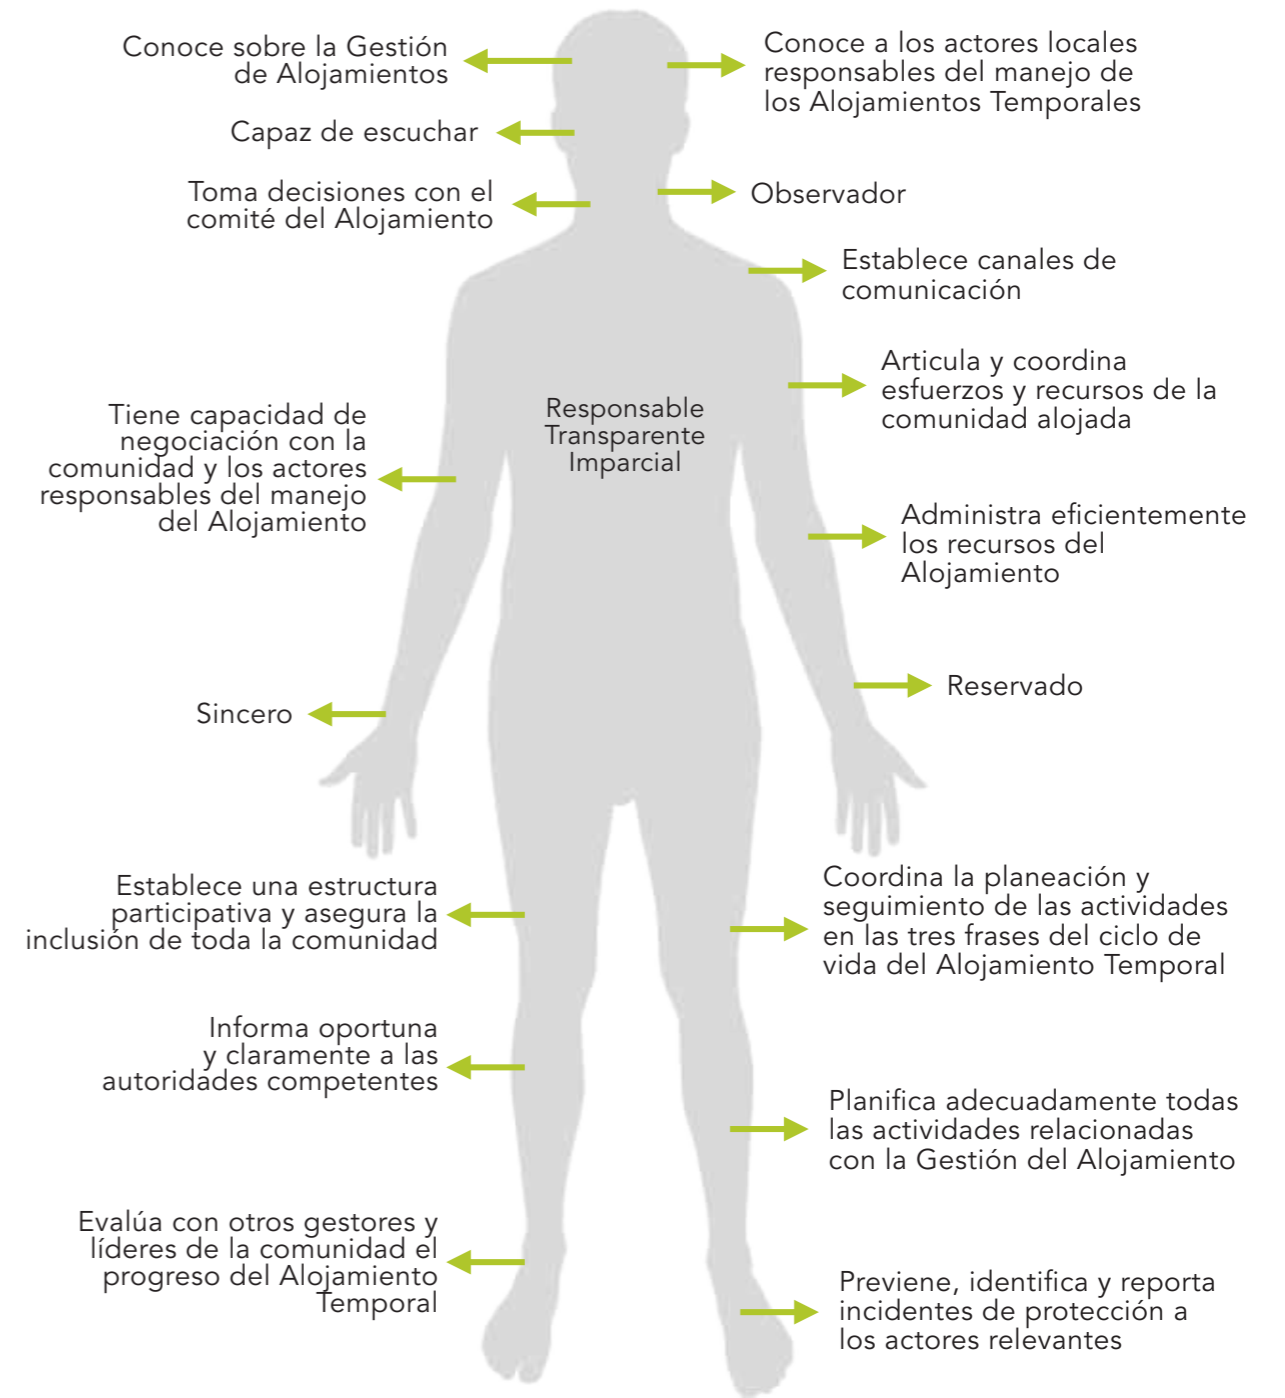 Conoce sobre la Gestión
de Alojamientos
Conoce a los actores locales
responsables del manejo de
los Alojamientos Temporales
Capaz de escuchar
Toma decisiones con el
comité del Alojamiento
Observador
Establece canales de
comunicación
Articula y coordina
esfuerzos y recursos de la
comunidad alojada
Responsable
Transparente
Imparcial
Tiene capacidad de
negociación con la
comunidad y los actores
responsables del manejo
del Alojamiento
Administra eficientemente
los recursos del
Alojamiento
Reservado
Sincero
Establece una estructura
participativa y asegura la
inclusión de toda la comunidad
Coordina la planeación y
seguimiento de las actividades
en las tres frases del ciclo de
vida del Alojamiento Temporal
Informa oportuna
y claramente a las
autoridades competentes
Planifica adecuadamente todas
las actividades relacionadas
con la Gestión del Alojamiento
Evalúa con otros gestores y
líderes de la comunidad el
progreso del Alojamiento
Temporal
Previene, identifica y reporta
incidentes de protección a
los actores relevantes